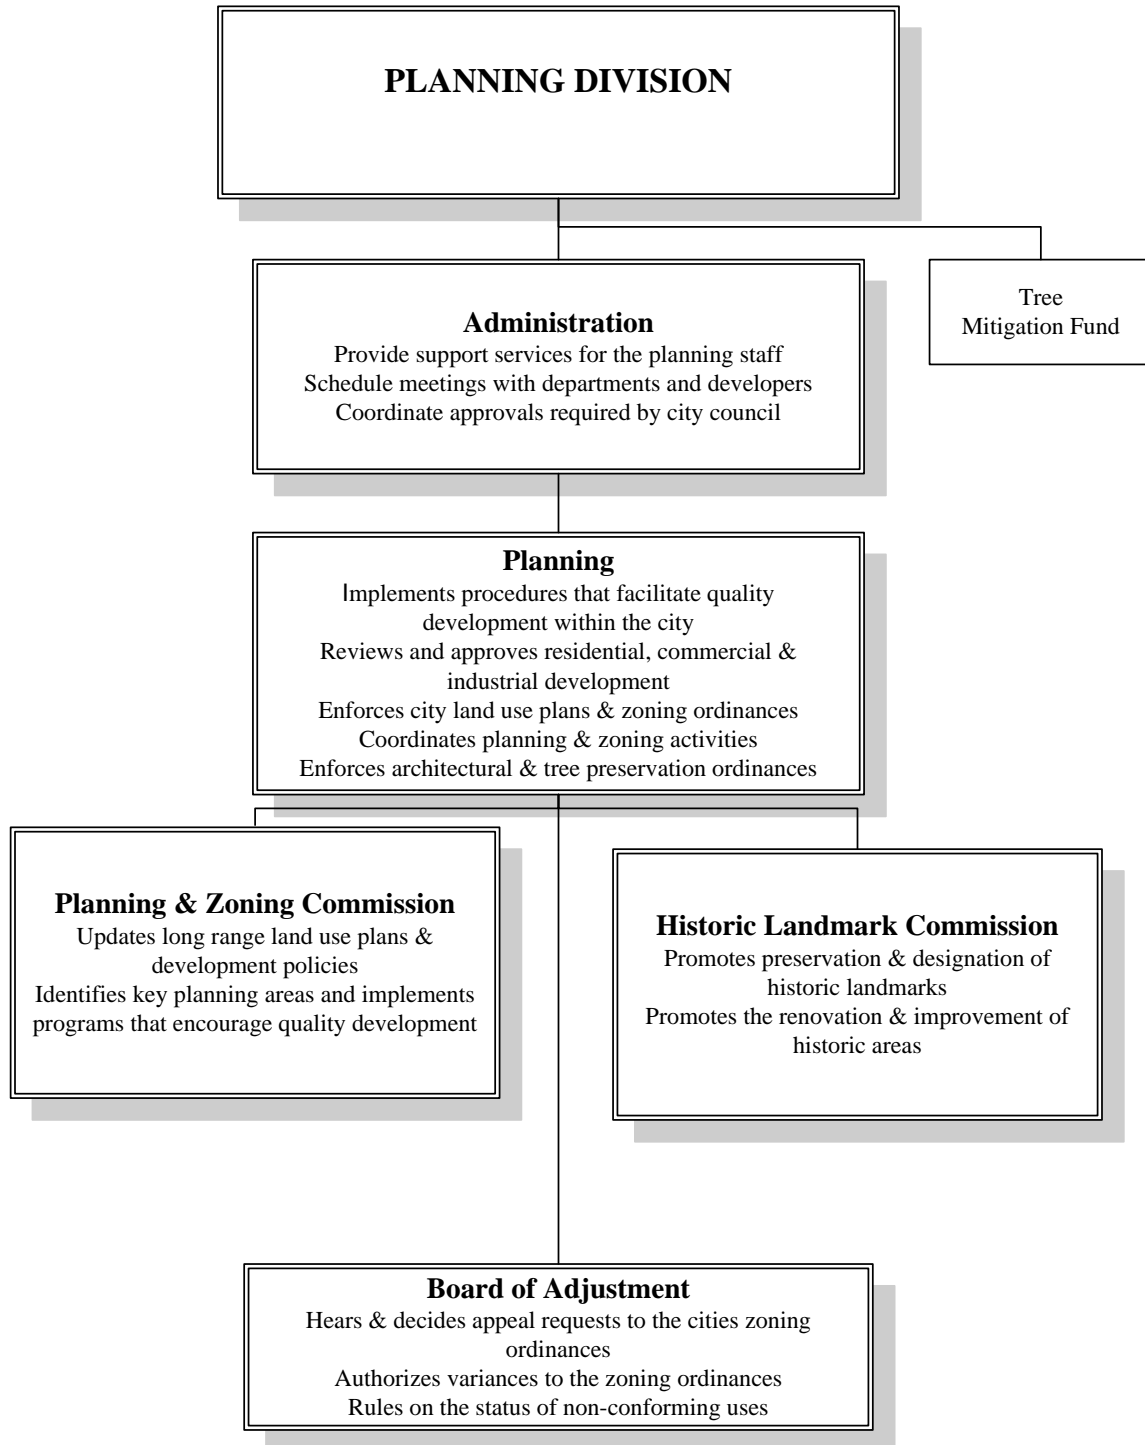 PLANNING DIVISION
Administration
Provide support services for the planning staff
Schedule meetings with departments and developers
Coordinate approvals required by city council
Tree
Mitigation Fund
Planning
Implements procedures that facilitate quality
development within the city
Reviews and approves residential, commercial &
industrial development
Enforces city land use plans & zoning ordinances
Coordinates planning & zoning activities
Enforces architectural & tree preservation ordinances
Planning & Zoning Commission
Updates long range land use plans &
development policies
Identifies key planning areas and implements
programs that encourage quality development
Historic Landmark Commission
Promotes preservation & designation of
historic landmarks
Promotes the renovation & improvement of
historic areas
Board of Adjustment
Hears & decides appeal requests to the cities zoning
ordinances
Authorizes variances to the zoning ordinances
Rules on the status of non-conforming uses